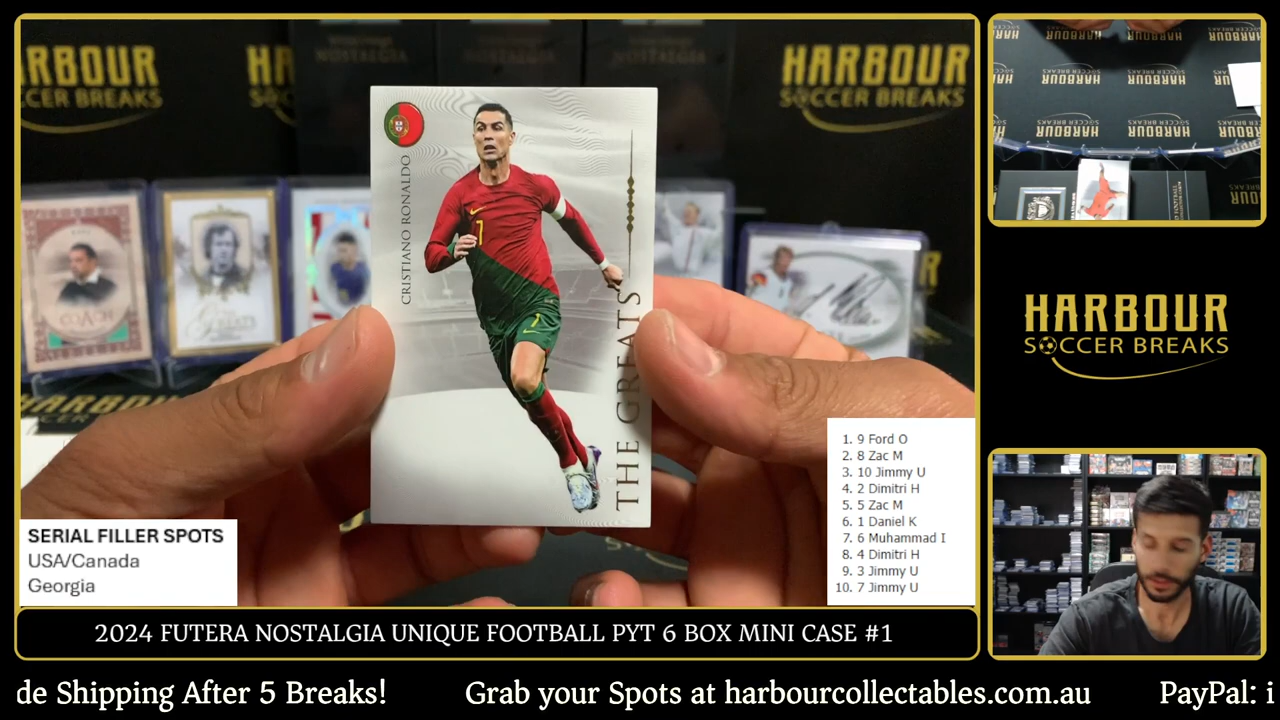 HARBOUR
SOCCER BREAKS
CRISTIANO RONALDO
7
7
THE GREATS
COACH
HARBOUR
SOCCER BREAKS
SERIAL FILLER SPOTS
USA/Canada
Georgia
1. 9 Ford O
2. 8 Zac M
3. 10 Jimmy U
4. 2 Dimitri H
5. 5 Zac M
6. 1 Daniel K
7. 6 Muhammad I
8. 4 Dimitri H
9. 3 Jimmy U
10. 7 Jimmy U
2024 FUTERA NOSTALGIA UNIQUE FOOTBALL PYT 6 BOX MINI CASE #1
de Shipping After 5 Breaks!
Grab your Spots at harbourcollectables.com.au
PayPal: i